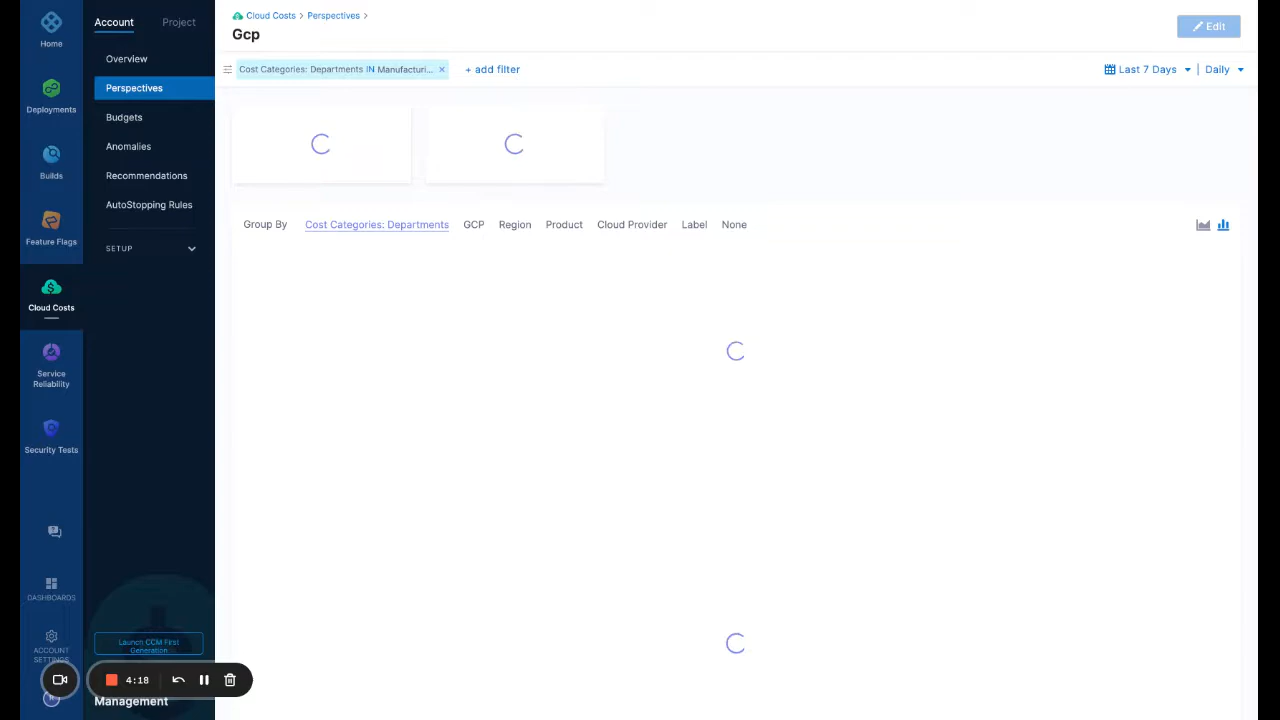 Home
Deployments
Builds
Feature Flags
Cloud Costs
Service
Reliability
Security Tests
DASHBOARDS
ACCOUNT
SETTINGS
Account
Project
Overview
Perspectives
Budgets
Anomalies
Recommendations
AutoStopping Rules
SETUP
Launch CCM First
Generation
4:18
Management
Cloud Costs > Perspectives >
Gcp
Edit
Cost Categories: Departments IN Manufacturi... ×
+ add filter
Last 7 Days | Daily
Group By Cost Categories: Departments GCP Region Product Cloud Provider Label None